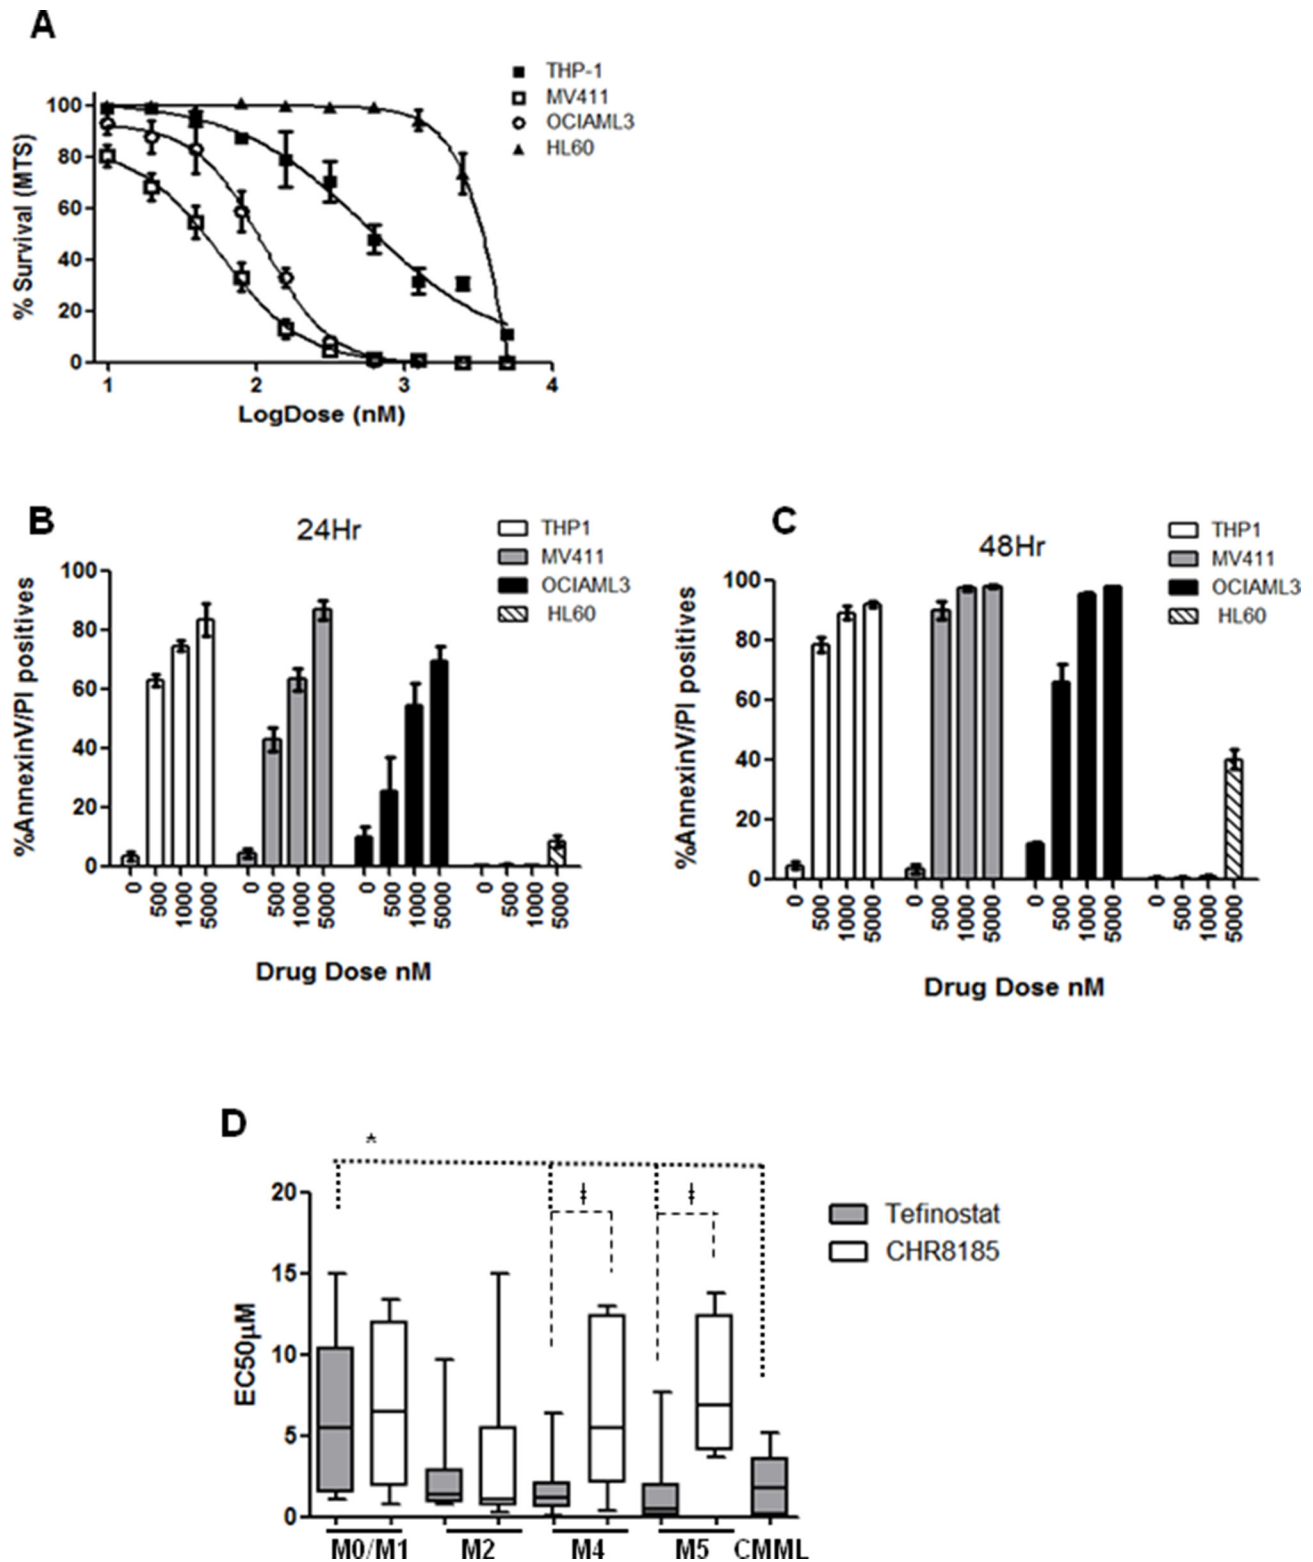 A
THP-1
MV411
OCIAML3
HL60
% Survival (MTS)
100
80
60
40
20
0
1 2 3 4
LogDose (nM)
B
24Hr
THP1
MV411
OCIAML3
HL60
%AnnexinV/PI positives
100
80
60
40
20
0
0 500 1000 5000 0 500 1000 5000 0 500 1000 5000 0 500 1000 5000
Drug Dose nM
C
48Hr
THP1
MV411
OCIAML3
HL60
%AnnexinV/PI positives
100
80
60
40
20
0
0 500 1000 5000 0 500 1000 5000 0 500 1000 5000 0 500 1000 5000
Drug Dose nM
D
*
ǂ ǂ
Tefinostat
CHR8185
EC50µM
20
15
10
5
0
M0/M1 M2 M4 M5 CMML